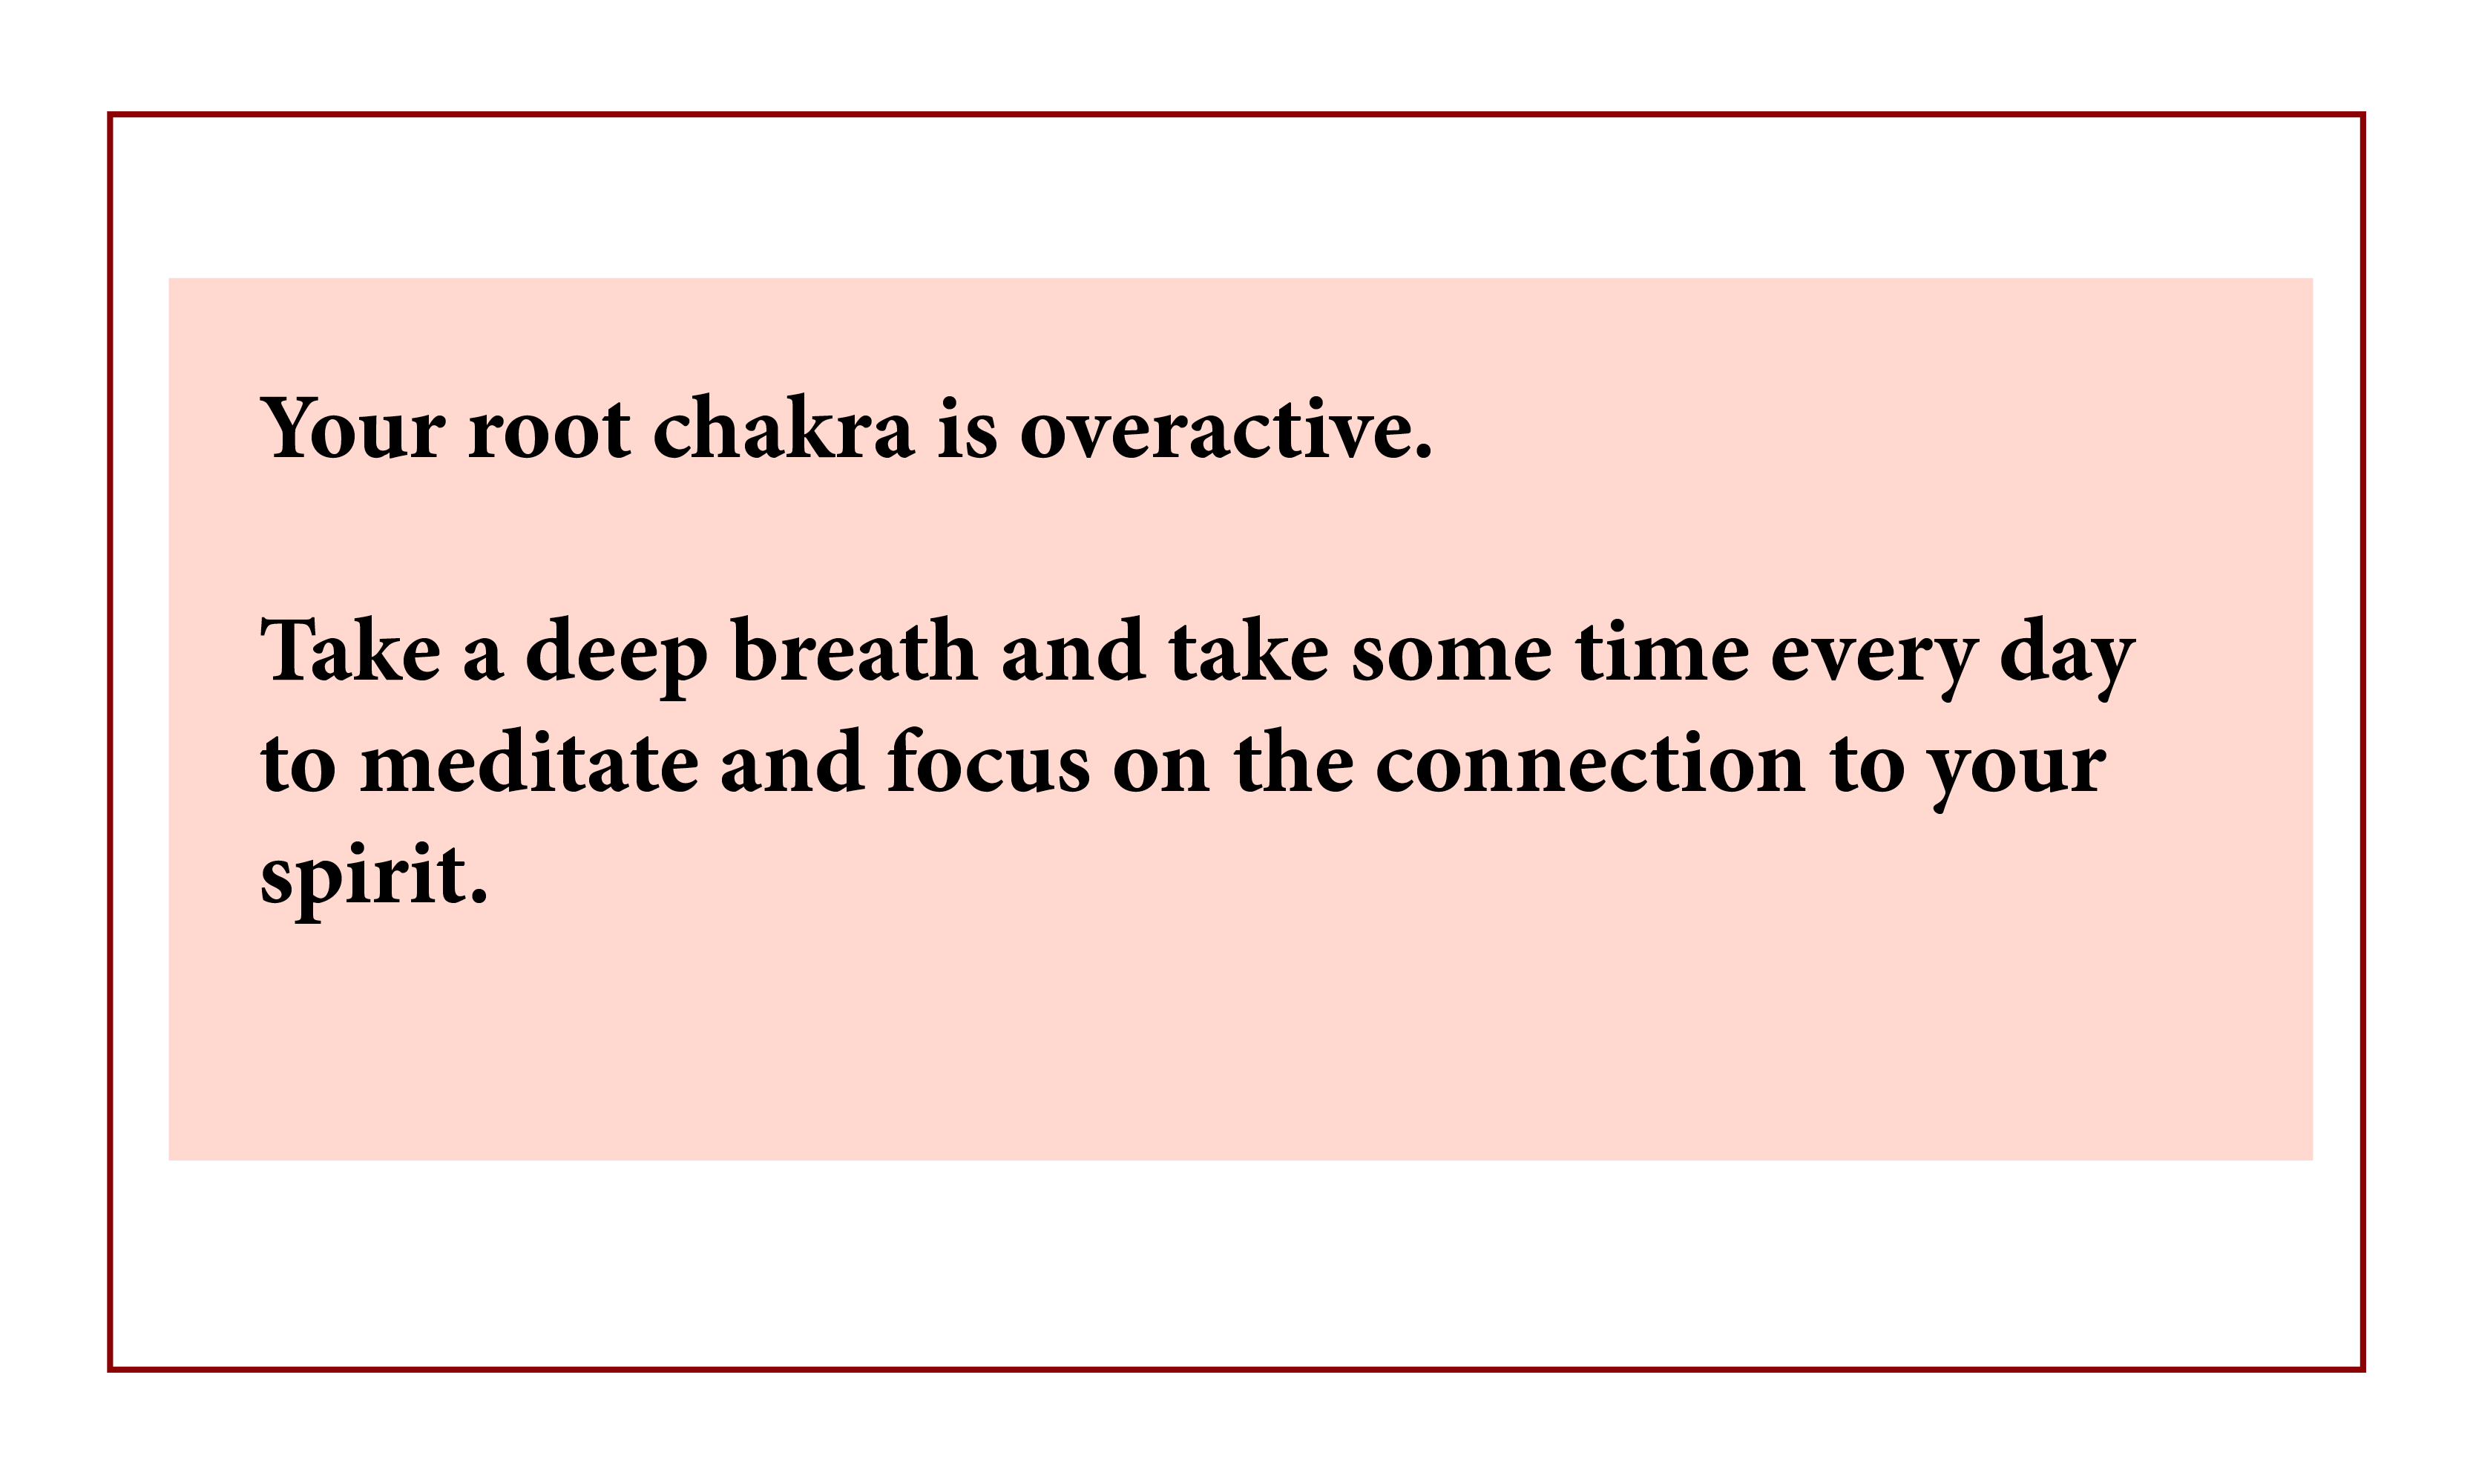 Your root chakra is overactive.
Take a deep breath and take some time every day
to meditate and focus on the connection to your
spirit.